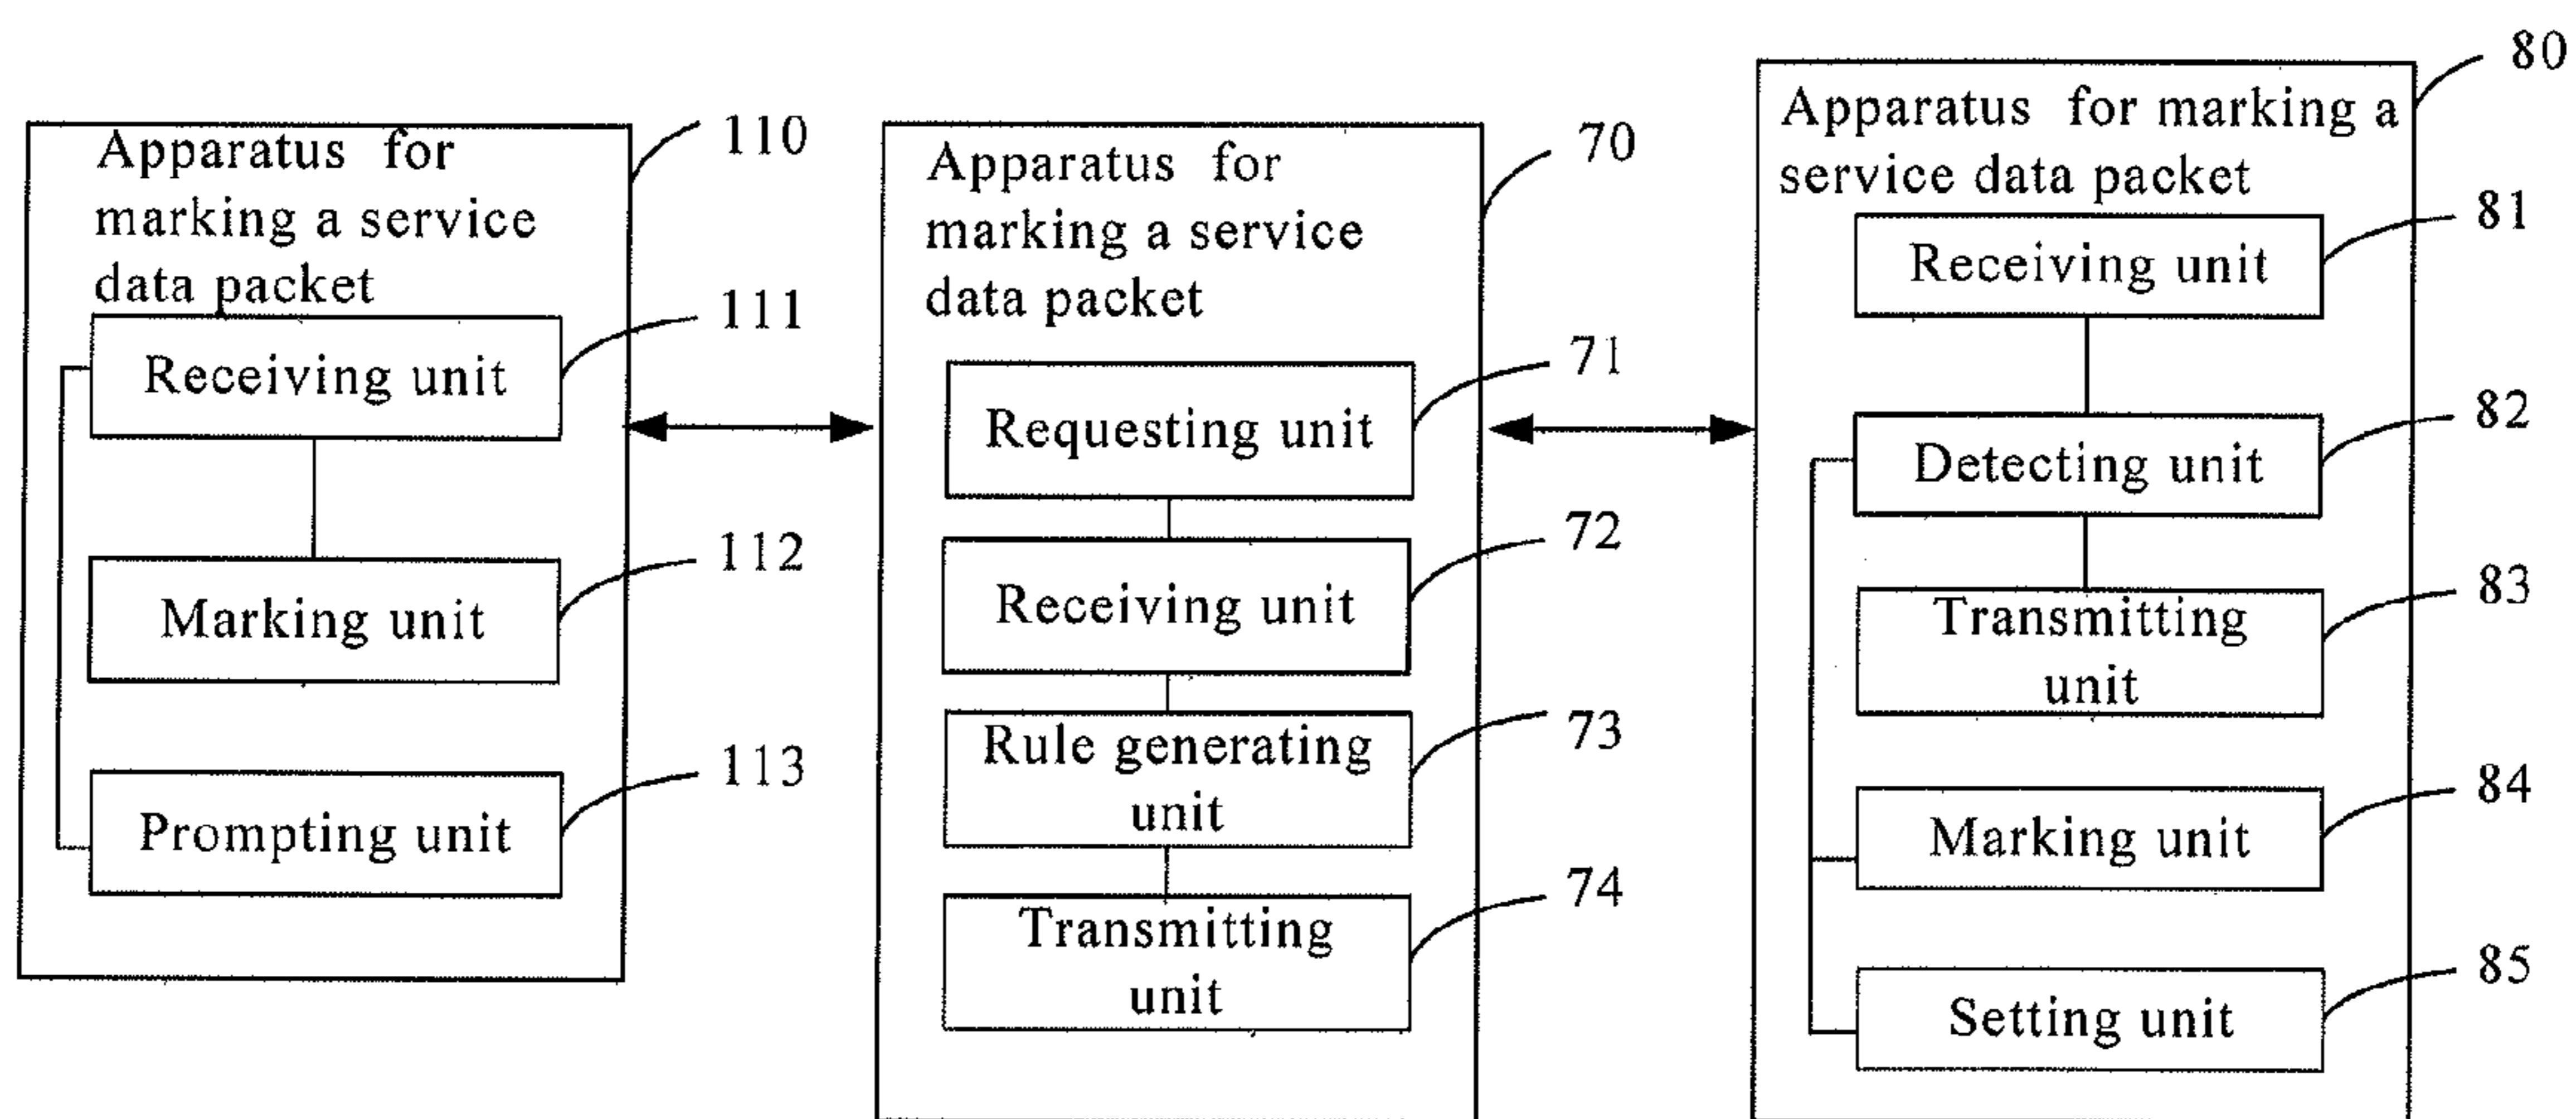 Apparatus for
marking a service
data packet
110
Receiving unit
111
Marking unit
112
Prompting unit
113
Apparatus for
marking a service
data packet
70
Requesting unit
71
Receiving unit
72
Rule generating
unit
73
Transmitting
unit
74
Apparatus for marking a
service data packet
80
Receiving unit
81
Detecting unit
82
Transmitting
unit
83
Marking unit
84
Setting unit
85